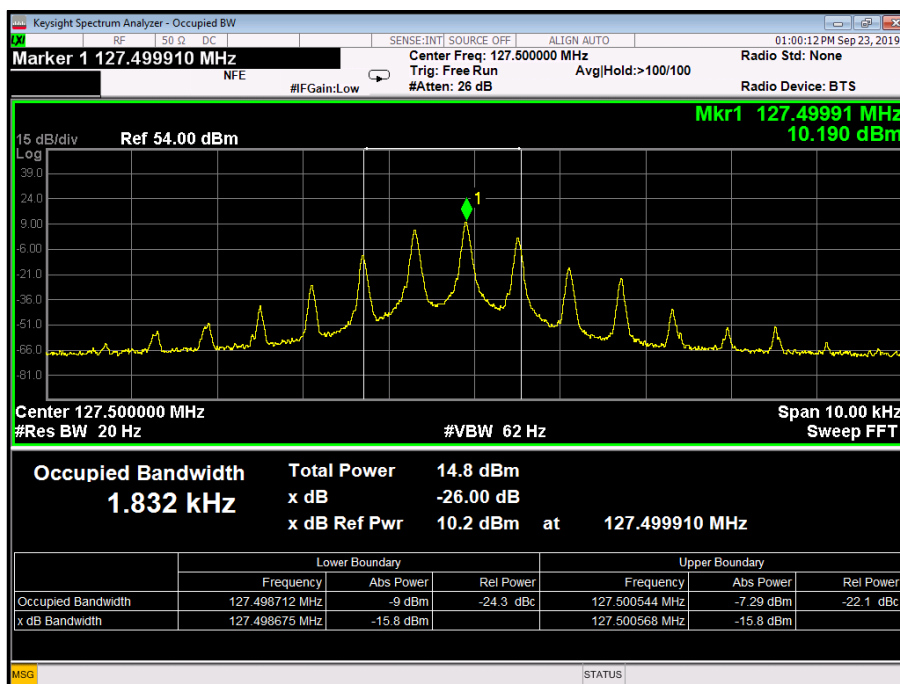 Keysight Spectrum Analyzer - Occupied BW
LXI RF 50 Ω DC SENSE:INT SOURCE OFF ALIGN AUTO 01:00:12 PM Sep 23, 2019
Marker 1 127.499910 MHz Center Freq: 127.500000 MHz Radio Std: None
NFE Trig: Free Run Avg|Hold:>100/100
#IFGain:Low #Atten: 26 dB Radio Device: BTS
Mkr1 127.49991 MHz
15 dB/div Ref 54.00 dBm 10.190 dBm
Log
39.0
24.0
1
9.00
-6.00
-21.0
-36.0
-51.0
-66.0
-81.0
Center 127.500000 MHz Span 10.00 kHz
#Res BW 20 Hz #VBW 62 Hz Sweep FFT
Occupied Bandwidth Total Power 14.8 dBm
1.832 kHz x dB -26.00 dB
x dB Ref Pwr 10.2 dBm at 127.499910 MHz
Lower Boundary Upper Boundary
Frequency Abs Power Rel Power Frequency Abs Power Rel Power
Occupied Bandwidth 127.498712 MHz -9 dBm -24.3 dBc 127.500544 MHz -7.29 dBm -22.1 dBc
x dB Bandwidth 127.498675 MHz -15.8 dBm 127.500568 MHz -15.8 dBm
MSG STATUS